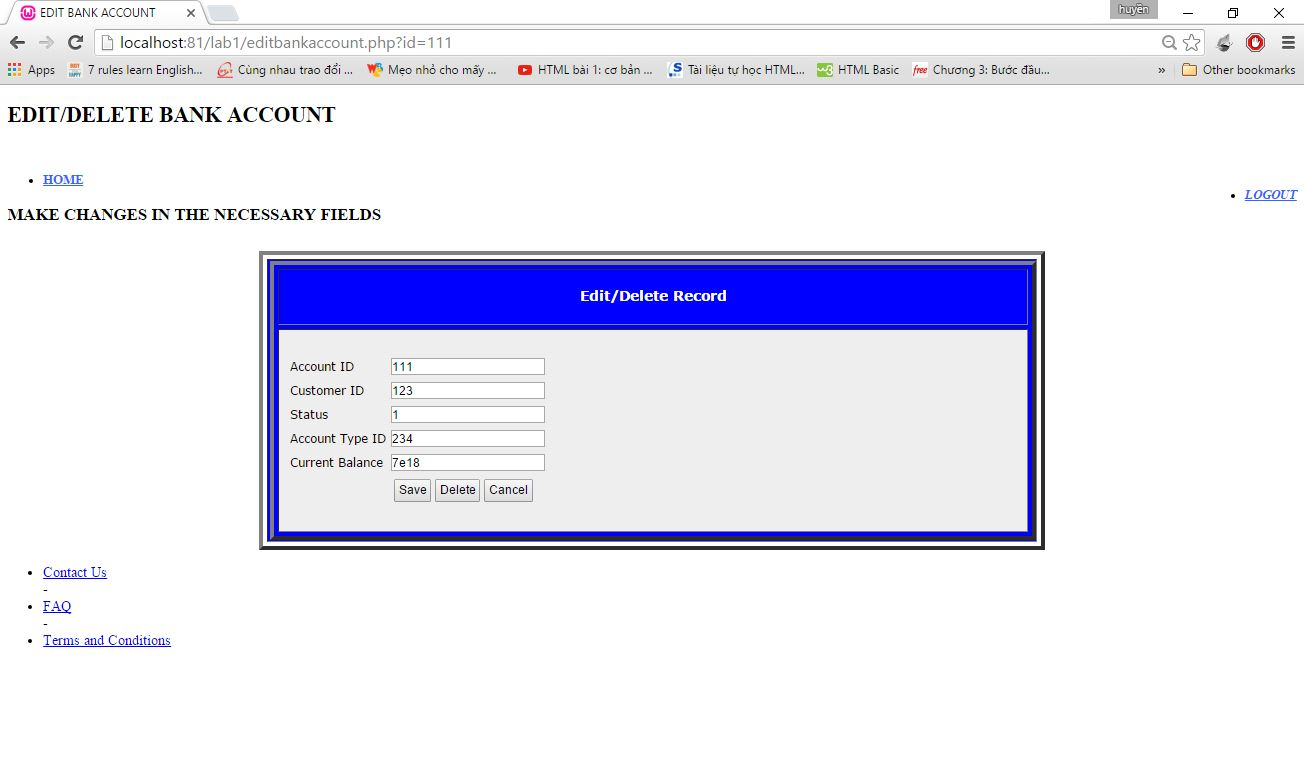 EDIT BANK ACCOUNT
huyền
localhost:81/lab1/editbankaccount.php?id=111
Apps 7 rules learn English... Cùng nhau trao đổi ... Mẹo nhỏ cho mấy ... HTML bài 1: cơ bản ... Tài liệu tự học HTML... HTML Basic Chương 3: Bước đầu... » Other bookmarks
EDIT/DELETE BANK ACCOUNT
• HOME
• LOGOUT
MAKE CHANGES IN THE NECESSARY FIELDS
Edit/Delete Record
Account ID 111
Customer ID 123
Status 1
Account Type ID 234
Current Balance 7e18
Save Delete Cancel
• Contact Us
-
• FAQ
-
• Terms and Conditions